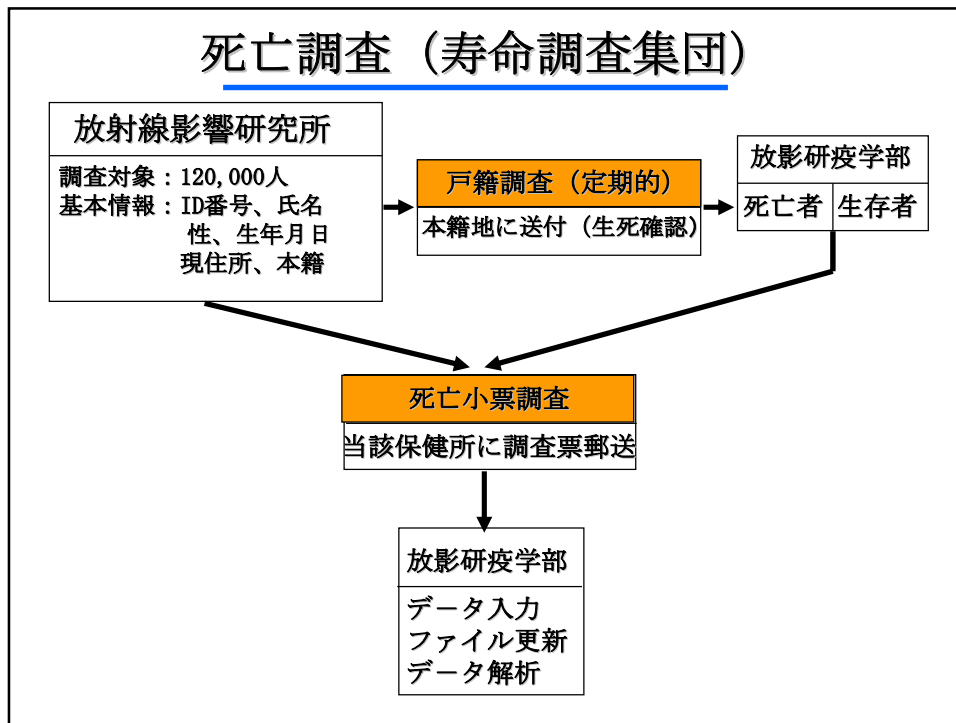 死亡調査（寿命調査集団）
放射線影響研究所
調査対象：120,000人
基本情報：ID番号、氏名
性、生年月日
現住所、本籍
戸籍調査（定期的）
本籍地に送付（生死確認）
放影研疫学部
死亡者
生存者
死亡小票調査
当該保健所に調査票郵送
放影研疫学部
データ入力
ファイル更新
データ解析